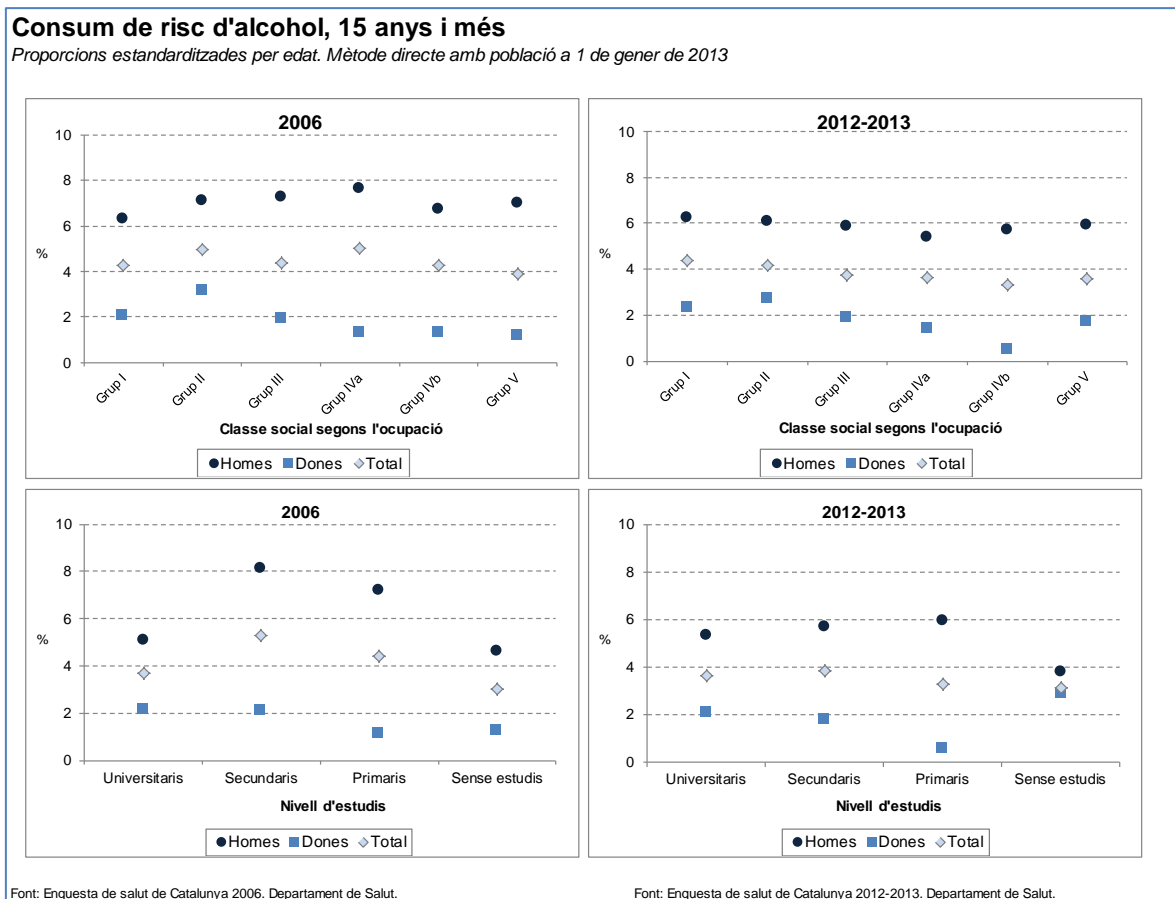 Consum de risc d'alcohol, 15 anys i més
Proporcions estandarditzades per edat. Mètode directe amb població a 1 de gener de 2013
2006
10
8
6
%
4
2
0
Grup I
Grup II
Grup III
Grup IVa
Grup IVb
Grup V
Classe social segons l'ocupació
Homes Dones Total
2012-2013
10
8
6
%
4
2
0
Grup I
Grup II
Grup III
Grup IVa
Grup IVb
Grup V
Classe social segons l'ocupació
Homes Dones Total
2006
10
8
6
%
4
2
0
Universitaris Secundaris Primaris Sense estudis
Nivell d'estudis
Homes Dones Total
2012-2013
10
8
6
%
4
2
0
Universitaris Secundaris Primaris Sense estudis
Nivell d'estudis
Homes Dones Total
Font: Enquesta de salut de Catalunya 2006. Departament de Salut.
Font: Enquesta de salut de Catalunya 2012-2013. Departament de Salut.